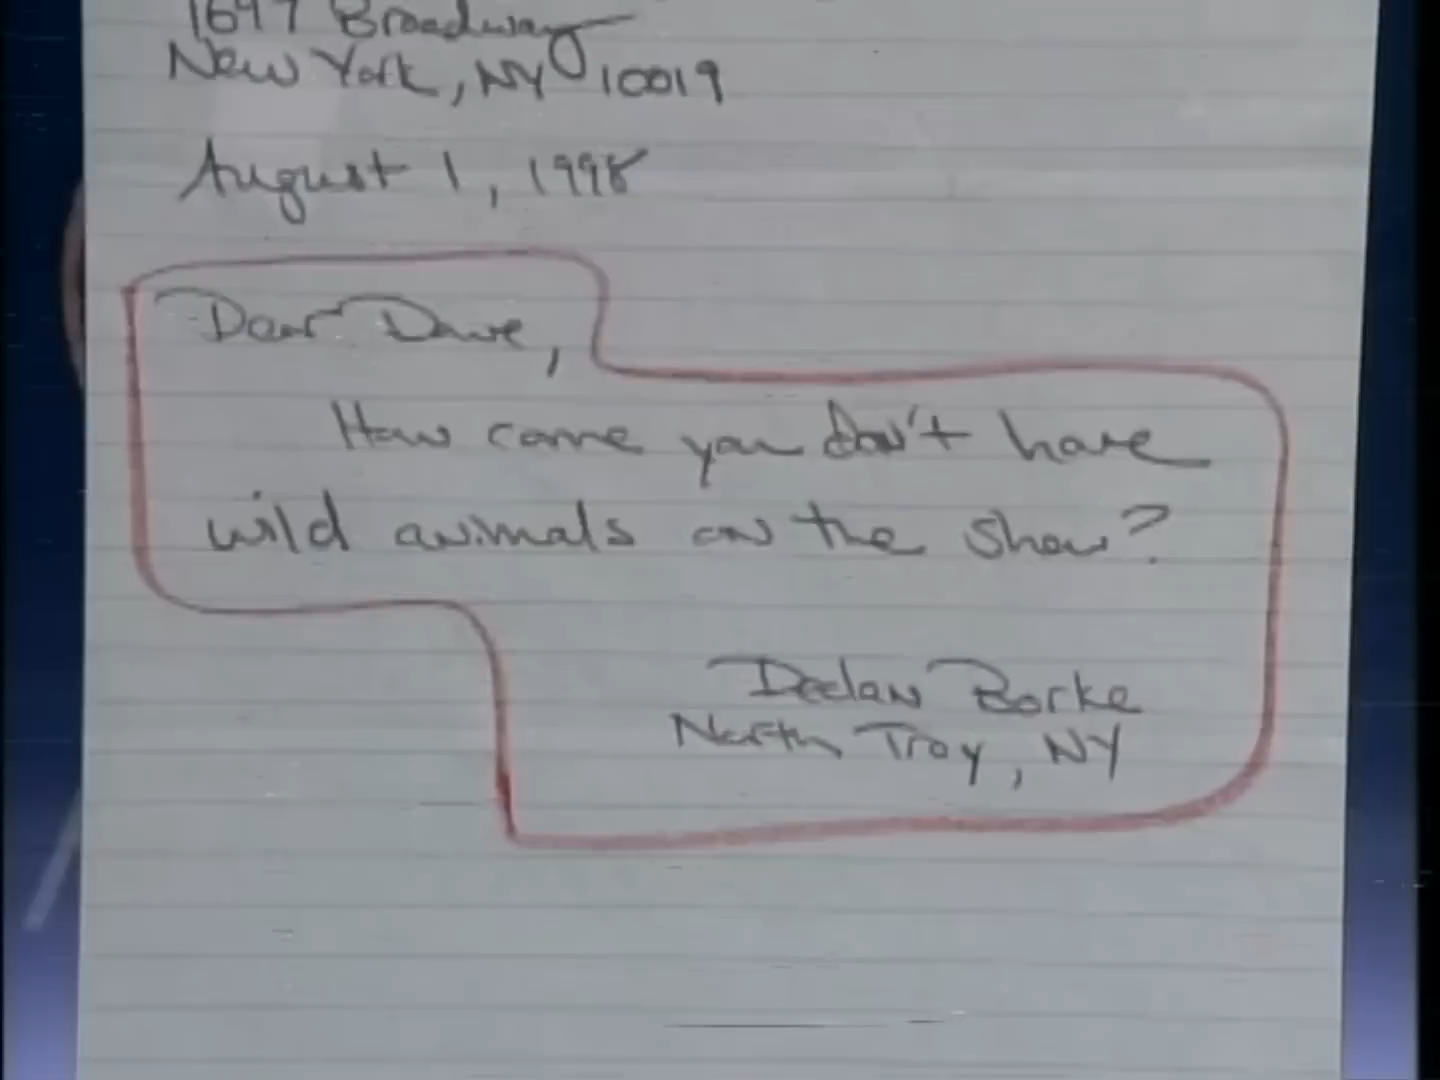 1697 Broadway
New York, NY 10019
August 1, 1998
Dear Dave,
How come you don't have
wild animals on the show?
Declan Borke
North Troy, NY